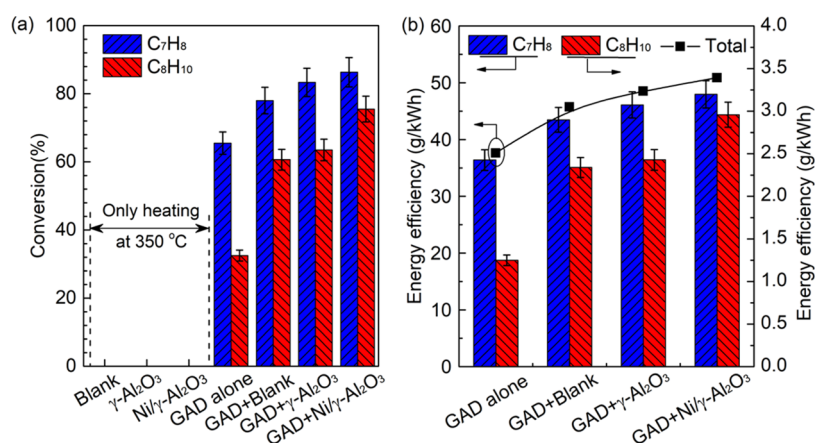 (a)
100
80
60
40
20
0
Conversion(%)
C₇H₈
C₈H₁₀
Only heating
at 350 °C
Blank
γ-Al₂O₃
Ni/γ-Al₂O₃
GAD alone
GAD+Blank
GAD+γ-Al₂O₃
GAD+Ni/γ-Al₂O₃
(b)
60
50
40
30
20
10
0
Energy efficiency (g/kWh)
C₇H₈
C₈H₁₀
Total
4.0
3.5
3.0
2.5
2.0
1.5
1.0
0.5
0.0
Energy efficiency (g/kWh)
GAD alone
GAD+Blank
GAD+γ-Al₂O₃
GAD+Ni/γ-Al₂O₃